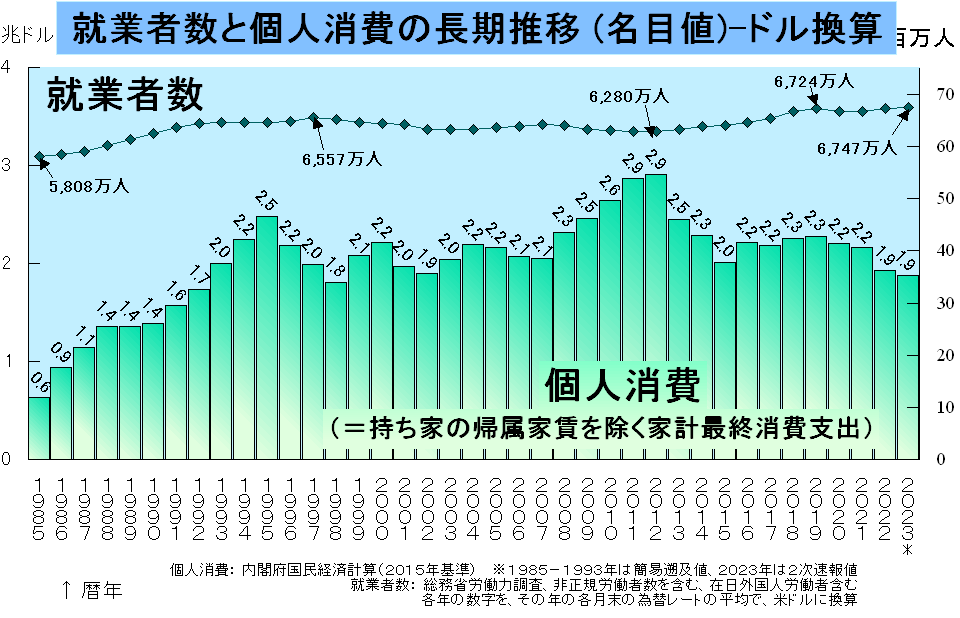 就業者数と個人消費の長期推移 (名目値)-ドル換算
兆ドル
百万人
就業者数
4
3
2
1
0
70
60
50
40
30
20
10
0
5,808万人
6,557万人
6,280万人
6,724万人
6,747万人
0.6 0.9 1.1 1.4 1.4 1.4 1.6 1.7 2.0 2.2 2.5 2.2 2.0 1.8 2.1 2.2 2.0 1.9 2.0 2.2 2.2 2.1 2.1 2.3 2.5 2.6 2.9 2.9 2.5 2.3 2.0 2.2 2.2 2.3 2.3 2.2 2.2 1.9 1.9
個人消費
（＝持ち家の帰属家賃を除く家計最終消費支出）
1985 1986 1987 1988 1989 1990 1991 1992 1993 1994 1995 1996 1997 1998 1999 2000 2001 2002 2003 2004 2005 2006 2007 2008 2009 2010 2011 2012 2013 2014 2015 2016 2017 2018 2019 2020 2021 2022 2023*
↑暦年
個人消費: 内閣府国民経済計算(2015年基準) ※1985－1993年は簡易遡及値、2023年は2次速報値
就業者数: 総務省労働力調査、非正規労働者数を含む、在日外国人労働者含む
各年の数字を、その年の各月末の為替レートの平均で、米ドルに換算